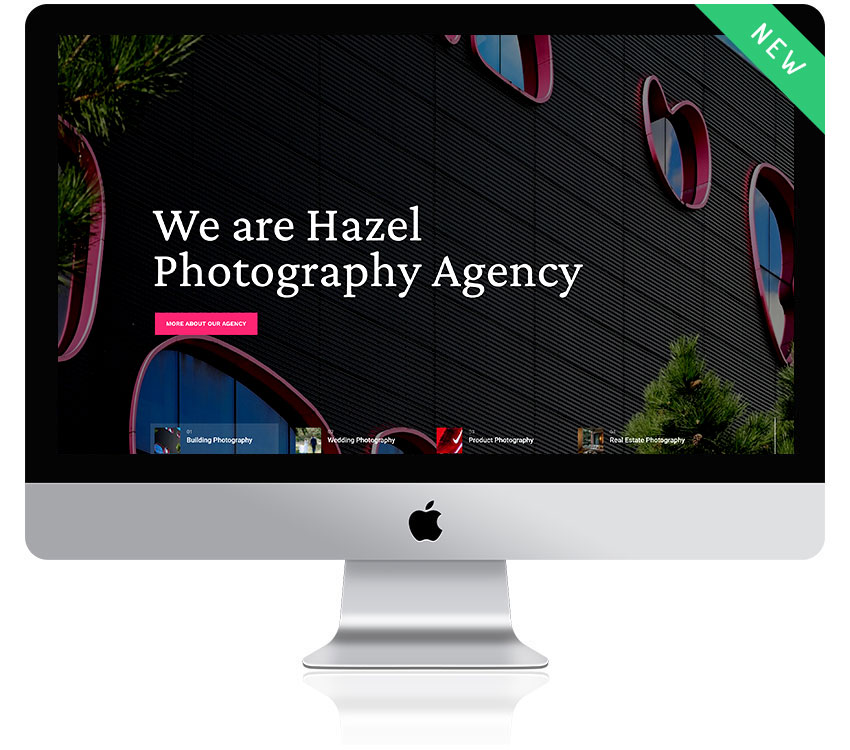 NEW
We are Hazel
Photography Agency
MORE ABOUT OUR AGENCY
01
Building Photography
02
Wedding Photography
03
Product Photography
04
Real Estate Photography